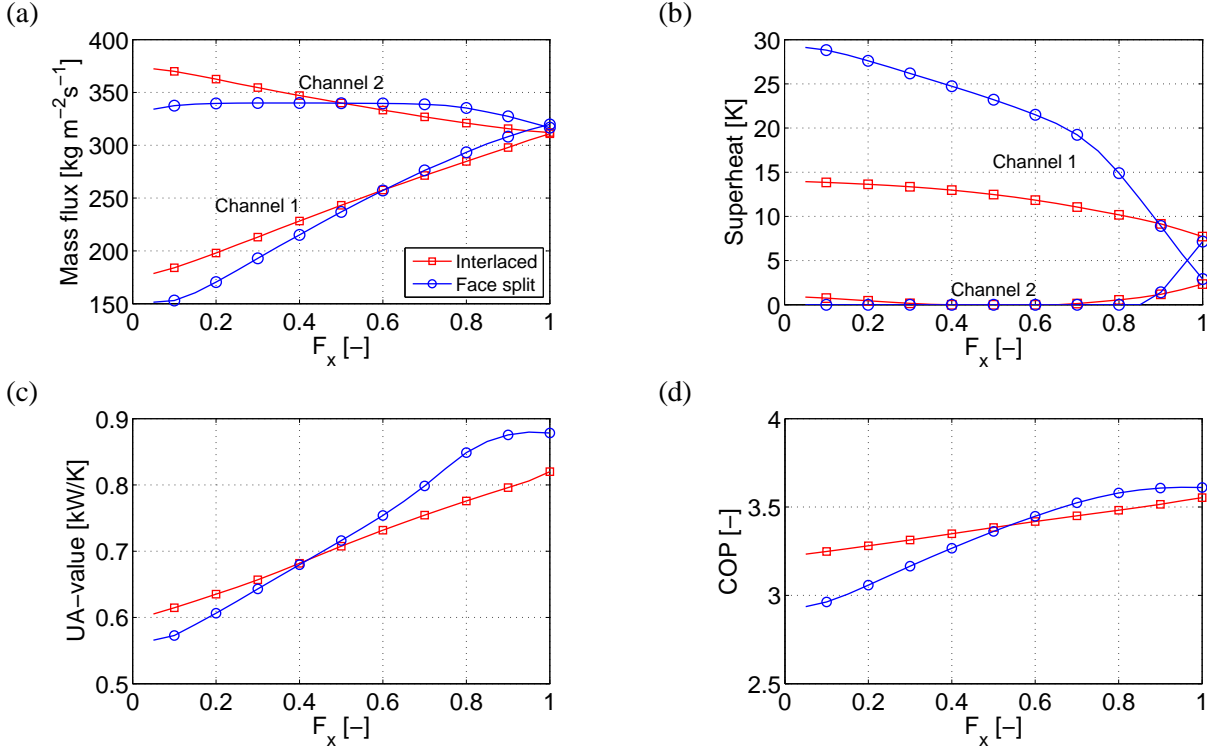 (a)
400
350
300
250
200
150
0
0.2
0.4
0.6
0.8
1
Mass flux [kg m−2s−1]
F_x [−]
Channel 2
Channel 1
Interlaced
Face split
(b)
30
25
20
15
10
5
0
0
0.2
0.4
0.6
0.8
1
Superheat [K]
F_x [−]
Channel 1
Channel 2
(c)
0.9
0.8
0.7
0.6
0.5
0
0.2
0.4
0.6
0.8
1
UA−value [kW/K]
F_x [−]
(d)
4
3.5
3
2.5
0
0.2
0.4
0.6
0.8
1
COP [−]
F_x [−]